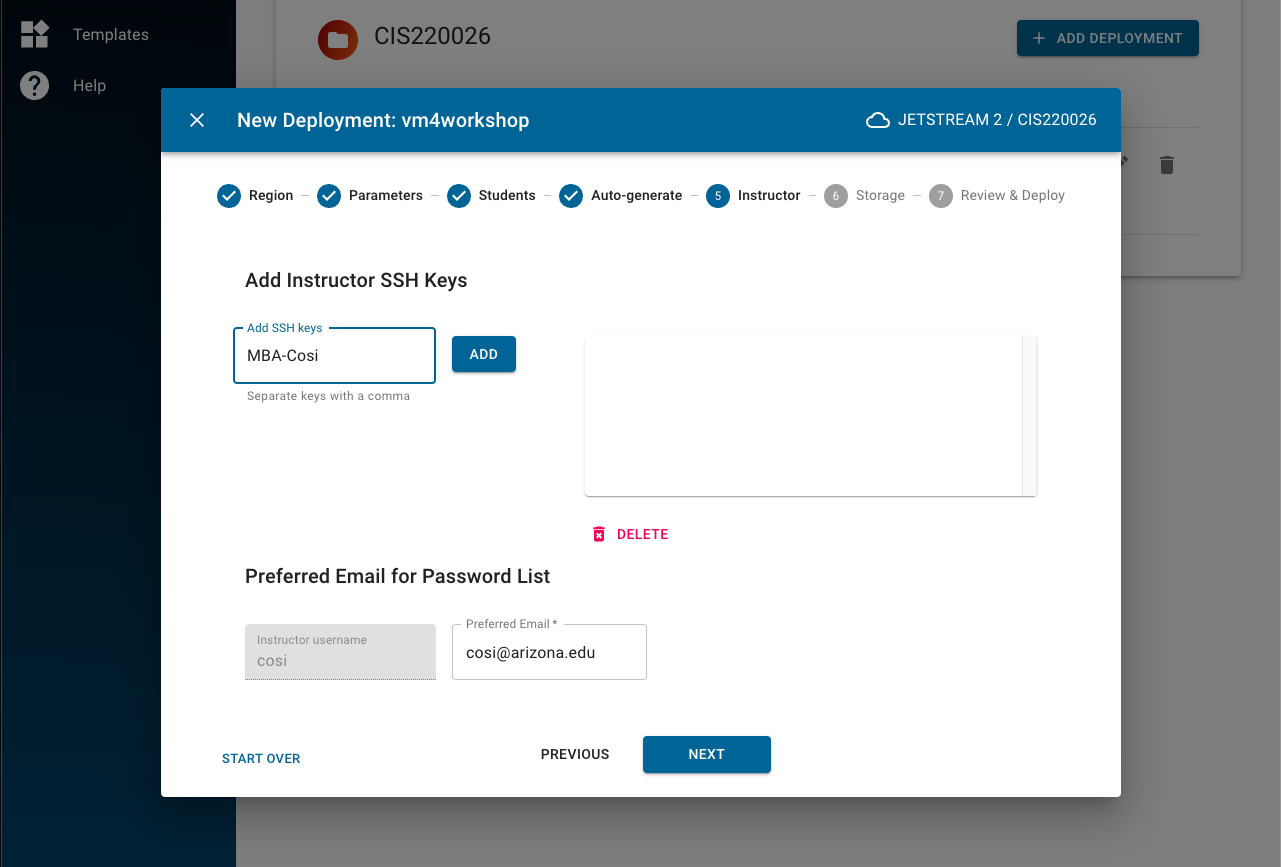 Templates
CIS220026
ADD DEPLOYMENT
Help
New Deployment: vm4workshop
JETSTREAM 2 / CIS220026
Region
Parameters
Students
Auto-generate
5 Instructor
6 Storage
7 Review & Deploy
Add Instructor SSH Keys
Add SSH keys
MBA-Cosi
ADD
Separate keys with a comma
DELETE
Preferred Email for Password List
Instructor username
cosi
Preferred Email *
cosi@arizona.edu
START OVER
PREVIOUS
NEXT